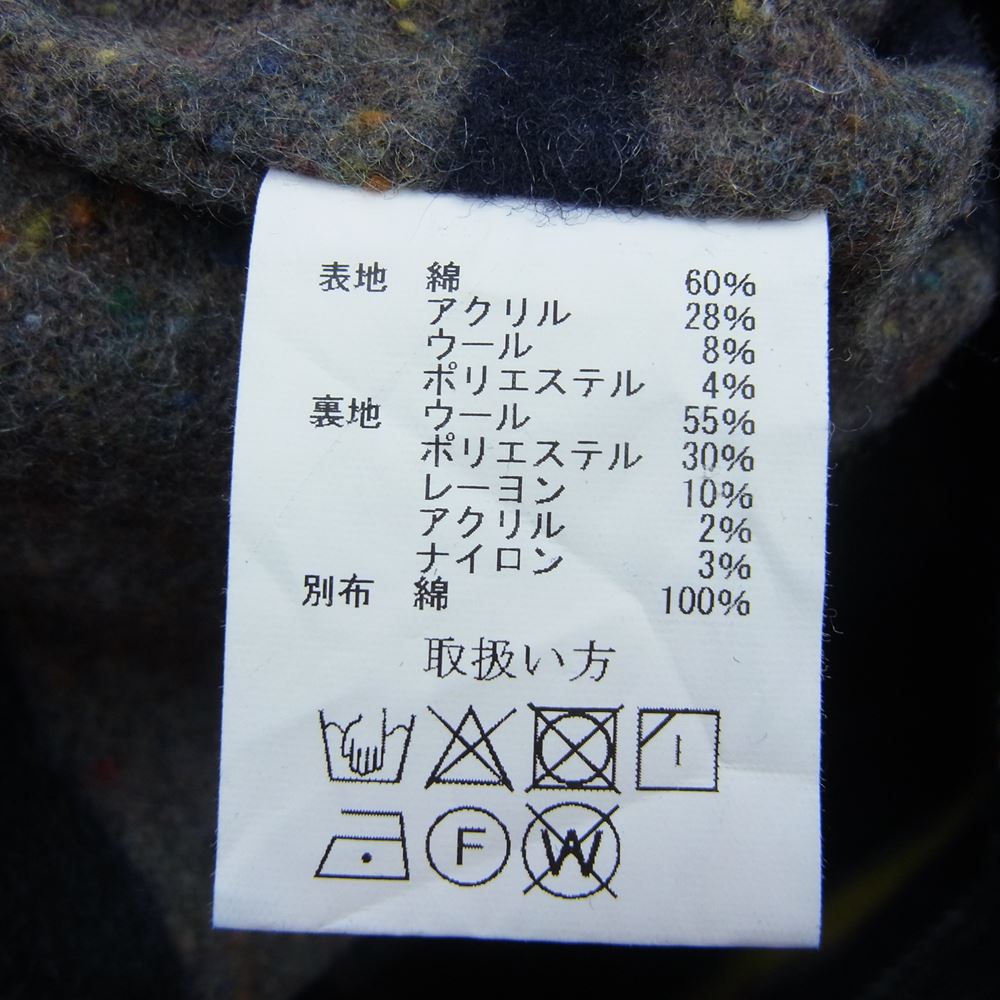 表地 綿 60%
アクリル 28%
ウール 8%
ポリエステル 4%
裏地 ウール 55%
ポリエステル 30%
レーヨン 10%
アクリル 2%
ナイロン 3%
別布 綿 100%
取扱い方
F W